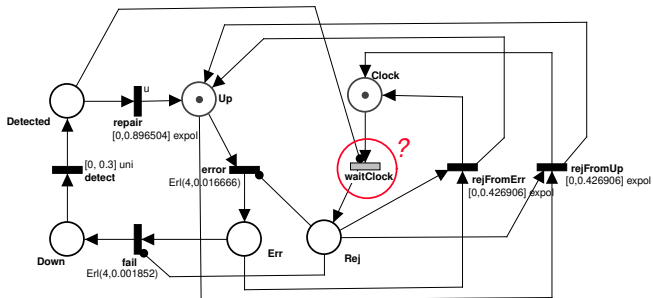 Clock
u
Up
Detected
repair
[0,0.896504] expol
?
[0, 0.3] uni
detect
error
Erl(4,0.016666)
waitClock
rejFromErr
[0,0.426906] expol
rejFromUp
[0,0.426906] expol
Down
fail
Erl(4,0.001852)
Err
Rej